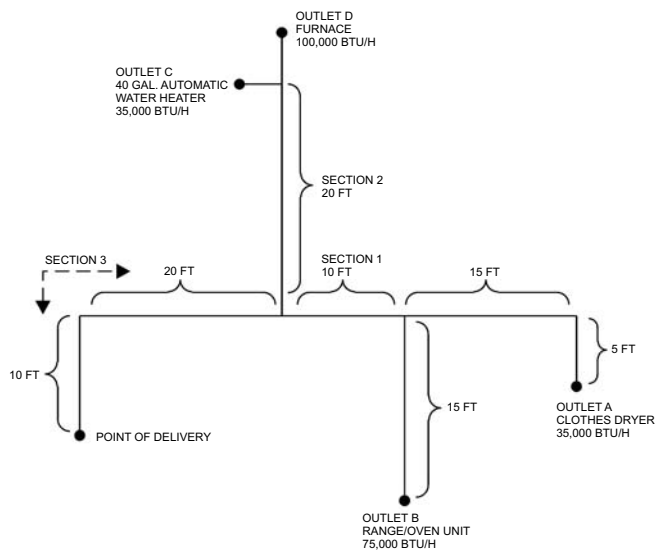 OUTLET D
FURNACE
100,000 BTU/H
OUTLET C
40 GAL. AUTOMATIC
WATER HEATER
35,000 BTU/H
SECTION 2
20 FT
SECTION 3
20 FT
SECTION 1
10 FT
15 FT
10 FT
5 FT
POINT OF DELIVERY
15 FT
OUTLET A
CLOTHES DRYER
35,000 BTU/H
OUTLET B
RANGE/OVEN UNIT
75,000 BTU/H